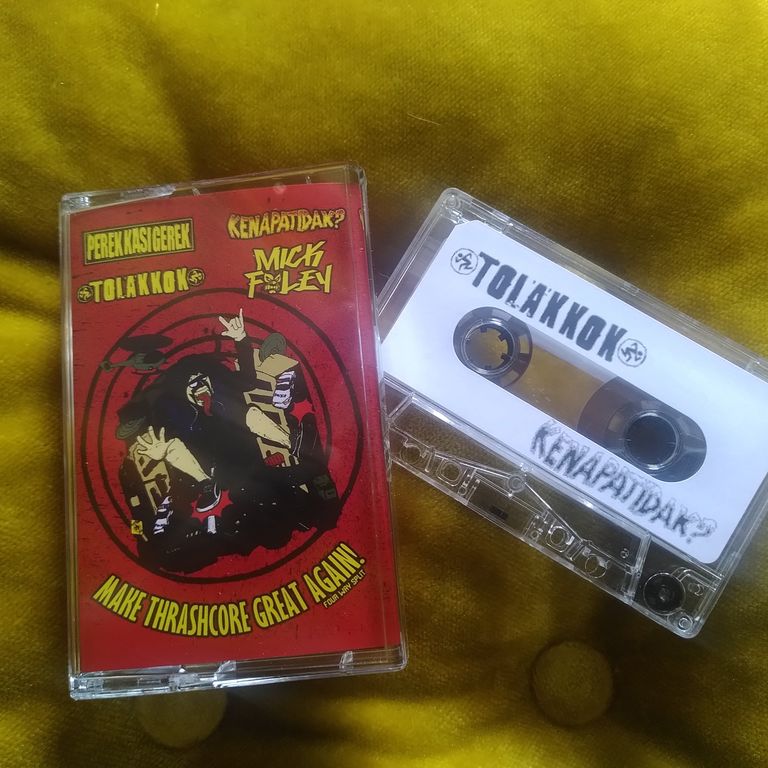 PEREK KASI GEREK
KENAPATIDAK?
TOLAKKOK
MICK
FOLEY
MAKE THRASHCORE GREAT AGAIN!
FOUR WAY SPLIT
TOLAKKOK
KENAPATIDAK?